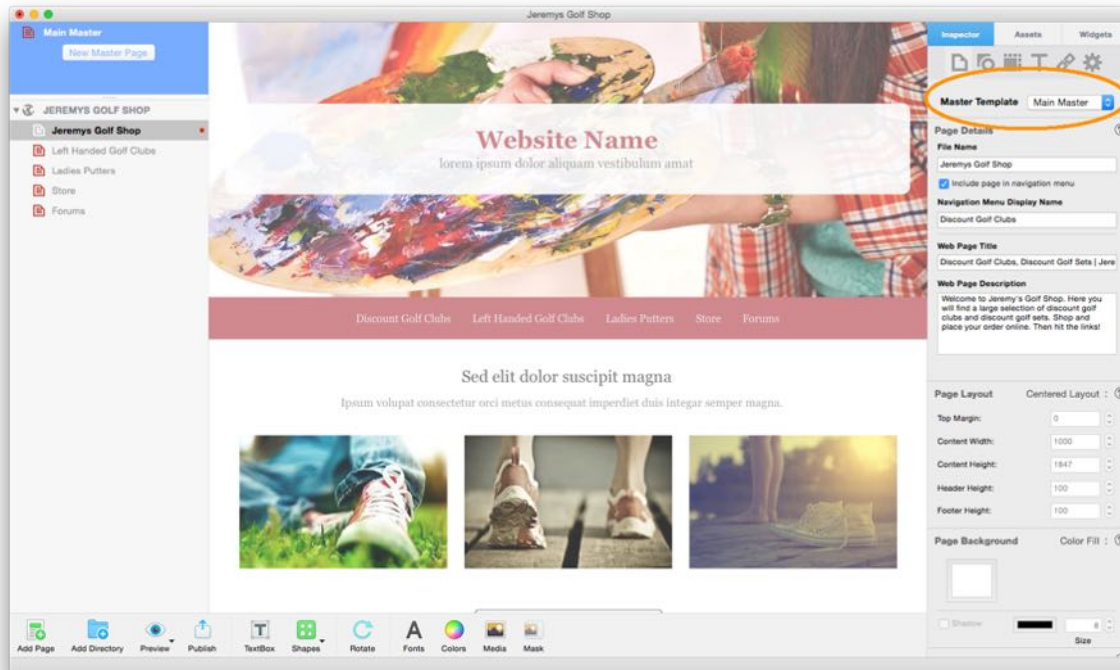 Jeremys Golf Shop
Main Master
New Master Page
JEREMYS GOLF SHOP
Jeremys Golf Shop
Left Handed Golf Clubs
Ladies Putters
Store
Forums
Website Name
lorem ipsum dolor aliquam vestibulum amat
Discount Golf Clubs Left Handed Golf Clubs Ladies Putters Store Forums
Sed elit dolor suscipit magna
Ipsum volupat consectetur orci metus consequat imperdiet duis integar semper magna.
Inspector Assets Widgets
Master Template Main Master
Page Details
File Name
Jeremys Golf Shop
Include page in navigation menu
Navigation Menu Display Name
Discount Golf Clubs
Web Page Title
Discount Golf Clubs, Discount Golf Sets | Jere
Web Page Description
Welcome to Jeremy's Golf Shop. Here you
will find a large selection of discount golf
clubs and discount golf sets. Shop and
place your order online. Then hit the links!
Page Layout Centered Layout :
Top Margin: 0
Content Width: 1000
Content Height: 1847
Header Height: 100
Footer Height: 100
Page Background Color Fill :
Shadow 6
Size
Add Page Add Directory Preview Publish TextBox Shapes Rotate Fonts Colors Media Mask